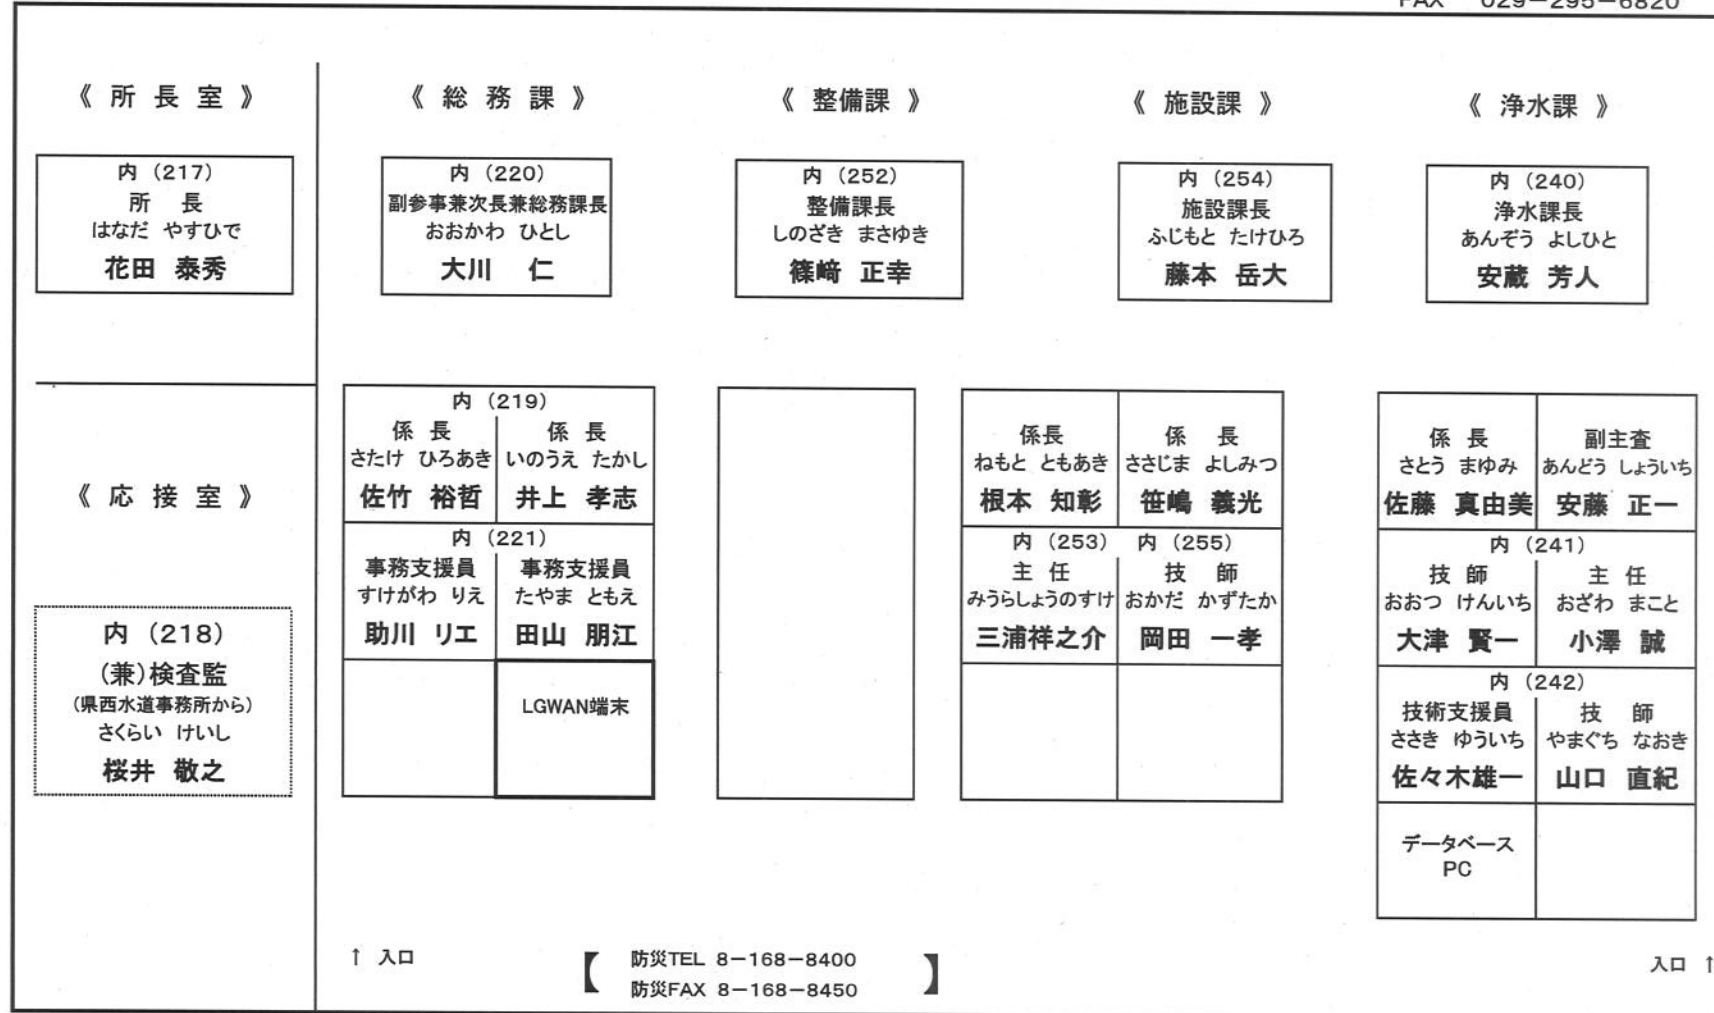 FAX 029-295-6820
《 所 長 室 》
内 (217)
所 長
はなだ やすひで
花田 泰秀
《 応 接 室 》
内 (218)
(兼)検査監
(県西水道事務所から)
さくらい けいし
桜井 敬之
《 総 務 課 》
内 (220)
副参事兼次長兼総務課長
おおかわ ひとし
大川 仁
内 (219)
係 長 係 長
さたけ ひろあき いのうえ たかし
佐竹 裕哲 井上 孝志
内 (221)
事務支援員 事務支援員
すけがわ りえ たやま ともえ
助川 リエ 田山 朋江
LGWAN端末
《 整備課 》
内 (252)
整備課長
しのざき まさゆき
篠﨑 正幸
《 施設課 》
内 (254)
施設課長
ふじもと たけひろ
藤本 岳大
係長 係 長
ねもと ともあき ささじま よしみつ
根本 知彰 笹嶋 義光
内 (253) 内 (255)
主 任 技 師
みうらしょうのすけ おかだ かずたか
三浦祥之介 岡田 一孝
《 浄水課 》
内 (240)
浄水課長
あんぞう よしひと
安蔵 芳人
係 長 副主査
さとう まゆみ あんどう しょういち
佐藤 真由美 安藤 正一
内 (241)
技 師 主 任
おおつ けんいち おざわ まこと
大津 賢一 小澤 誠
内 (242)
技術支援員 技 師
ささき ゆういち やまぐち なおき
佐々木雄一 山口 直紀
データベース
PC
↑ 入口
【 防災TEL 8-168-8400
防災FAX 8-168-8450 】
入口 ↑